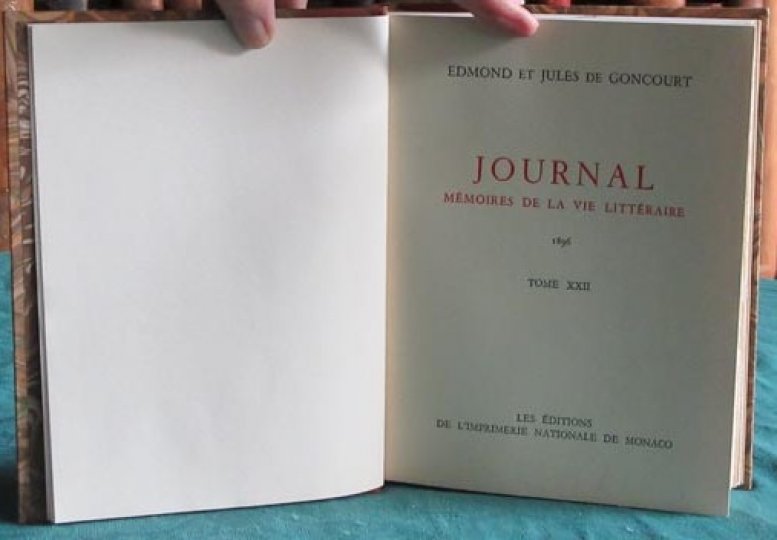 EDMOND ET JULES DE GONCOURT
JOURNAL
MÉMOIRES DE LA VIE LITTÉRAIRE
1896
TOME XXII
LES ÉDITIONS
DE L'IMPRIMERIE NATIONALE DE MONACO